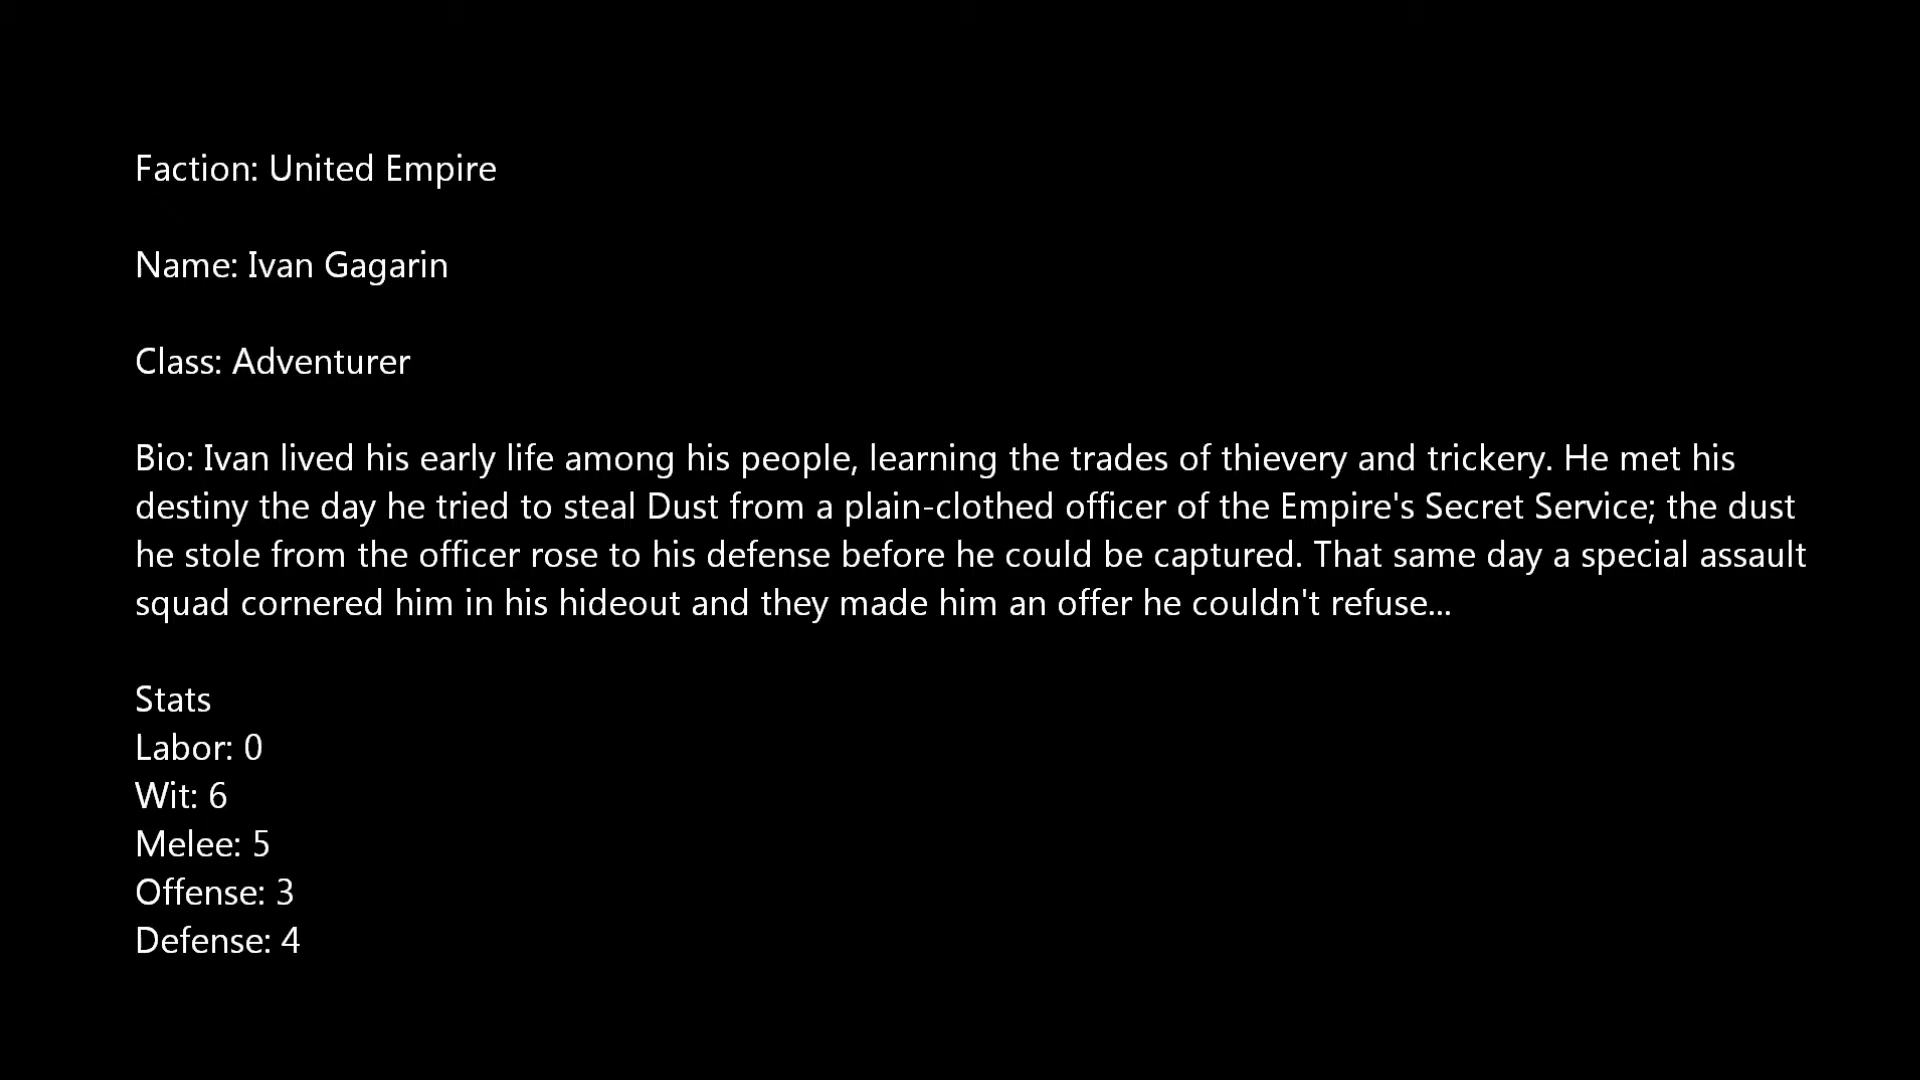 Faction: United Empire
Name: Ivan Gagarin
Class: Adventurer
Bio: Ivan lived his early life among his people, learning the trades of thievery and trickery. He met his
destiny the day he tried to steal Dust from a plain-clothed officer of the Empire's Secret Service; the dust
he stole from the officer rose to his defense before he could be captured. That same day a special assault
squad cornered him in his hideout and they made him an offer he couldn't refuse...
Stats
Labor: 0
Wit: 6
Melee: 5
Offense: 3
Defense: 4